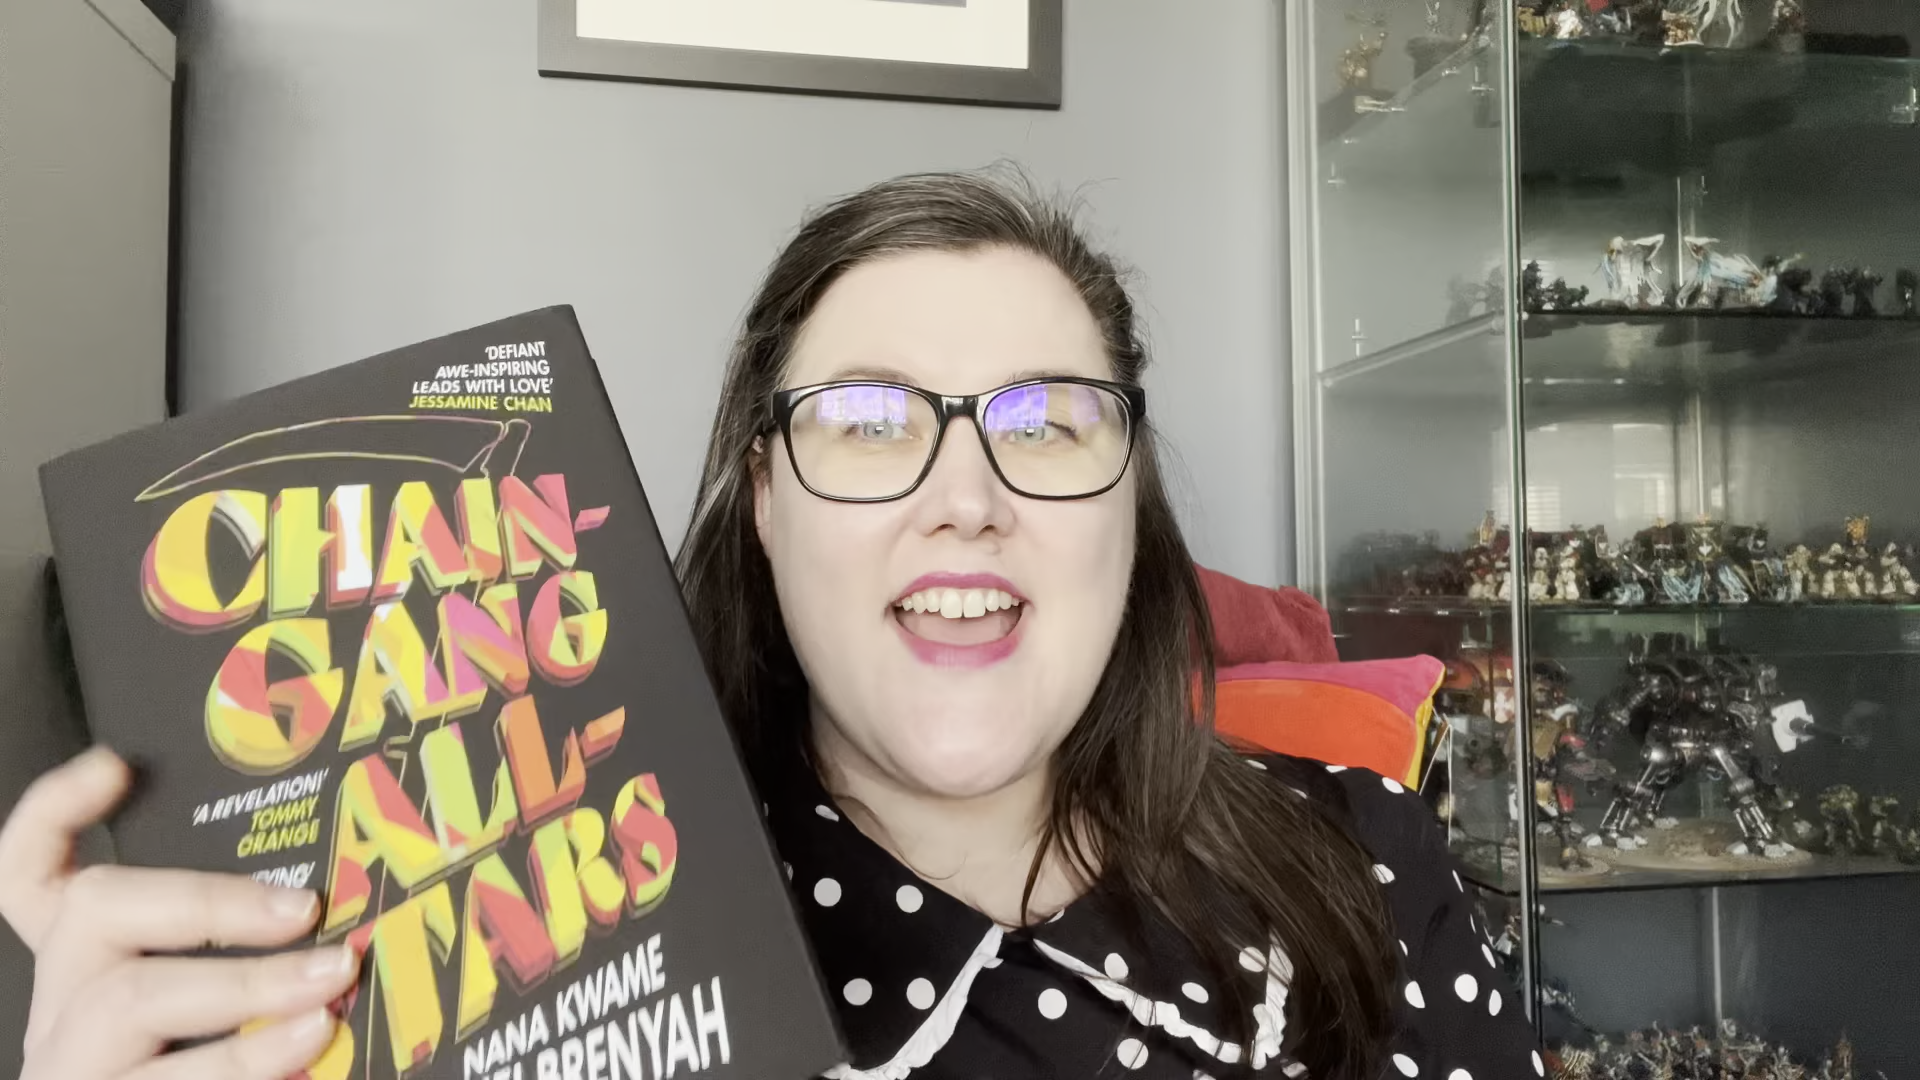 'DEFIANT
AWE-INSPIRING
LEADS WITH LOVE'
JESSAMINE CHAN
CHAIN-
GANG
ALL-
STARS
'A REVELATION!'
TOMMY
ORANGE
NANA KWAME